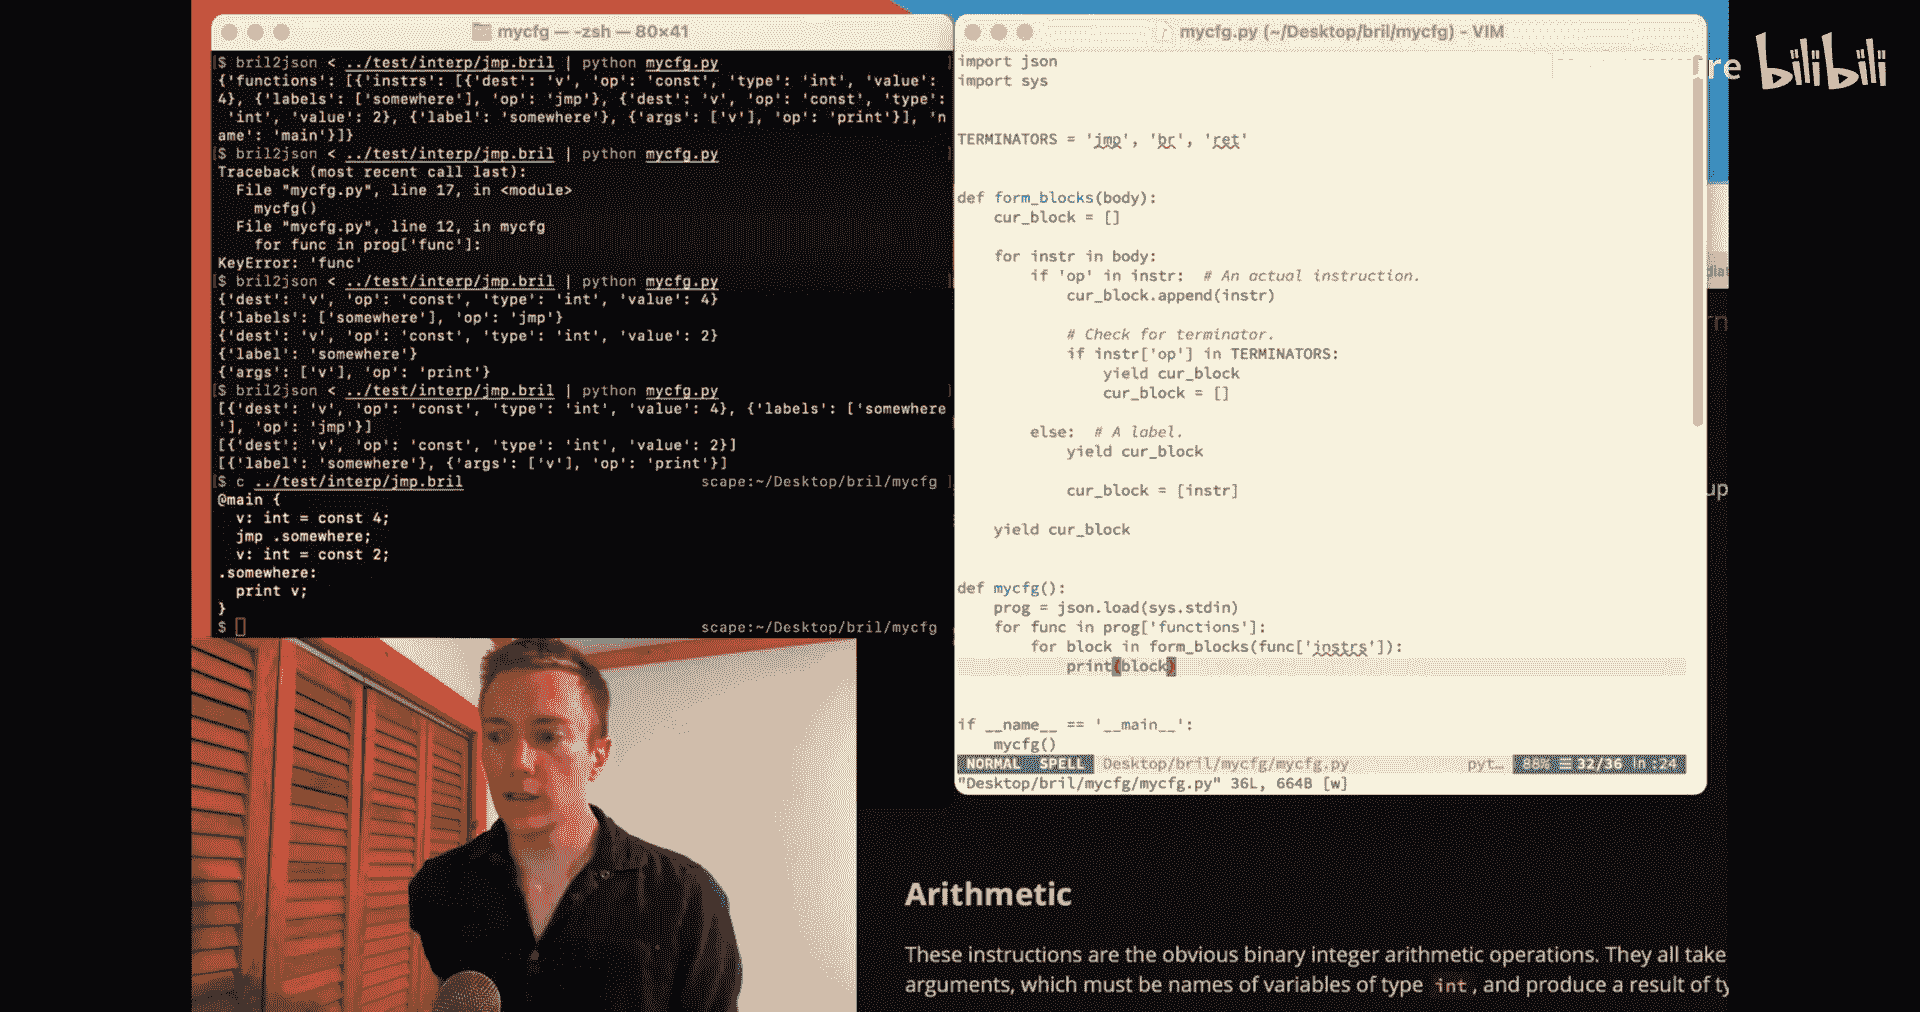 mycfg — -zsh — 80×41
$ bril2json < ../test/interp/jmp.bril | python mycfg.py
{'functions': [{'instrs': [{'dest': 'v', 'op': 'const', 'type': 'int', 'value':
4}, {'labels': ['somewhere'], 'op': 'jmp'}, {'dest': 'v', 'op': 'const', 'type':
'int', 'value': 2}, {'label': 'somewhere'}, {'args': ['v'], 'op': 'print'}], 'n
ame': 'main'}]}
$ bril2json < ../test/interp/jmp.bril | python mycfg.py
Traceback (most recent call last):
File "mycfg.py", line 17, in <module>
mycfg()
File "mycfg.py", line 12, in mycfg
for func in prog['func']:
KeyError: 'func'
$ bril2json < ../test/interp/jmp.bril | python mycfg.py
{'dest': 'v', 'op': 'const', 'type': 'int', 'value': 4}
{'labels': ['somewhere'], 'op': 'jmp'}
{'dest': 'v', 'op': 'const', 'type': 'int', 'value': 2}
{'label': 'somewhere'}
{'args': ['v'], 'op': 'print'}
$ bril2json < ../test/interp/jmp.bril | python mycfg.py
[{'dest': 'v', 'op': 'const', 'type': 'int', 'value': 4}, {'labels': ['somewhere
'], 'op': 'jmp'}]
[{'dest': 'v', 'op': 'const', 'type': 'int', 'value': 2}]
[{'label': 'somewhere'}, {'args': ['v'], 'op': 'print'}]
$ c ../test/interp/jmp.bril scape:~/Desktop/bril/mycfg
@main {
v: int = const 4;
jmp .somewhere;
v: int = const 2;
.somewhere:
print v;
}
$ scape:~/Desktop/bril/mycfg
mycfg.py (~/Desktop/bril/mycfg) - VIM
import json
import sys
TERMINATORS = 'jmp', 'br', 'ret'
def form_blocks(body):
cur_block = []
for instr in body:
if 'op' in instr:  # An actual instruction.
cur_block.append(instr)
# Check for terminator.
if instr['op'] in TERMINATORS:
yield cur_block
cur_block = []
else:  # A label.
yield cur_block
cur_block = [instr]
yield cur_block
def mycfg():
prog = json.load(sys.stdin)
for func in prog['functions']:
for block in form_blocks(func['instrs']):
print(block)
if __name__ == '__main__':
mycfg()
NORMAL SPELL Desktop/bril/mycfg/mycfg.py pyt… 88% ☰ 32/36 ln :24
"Desktop/bril/mycfg/mycfg.py" 36L, 664B [w]
bilibili
Arithmetic
These instructions are the obvious binary integer arithmetic operations. They all take
arguments, which must be names of variables of type int, and produce a result of ty